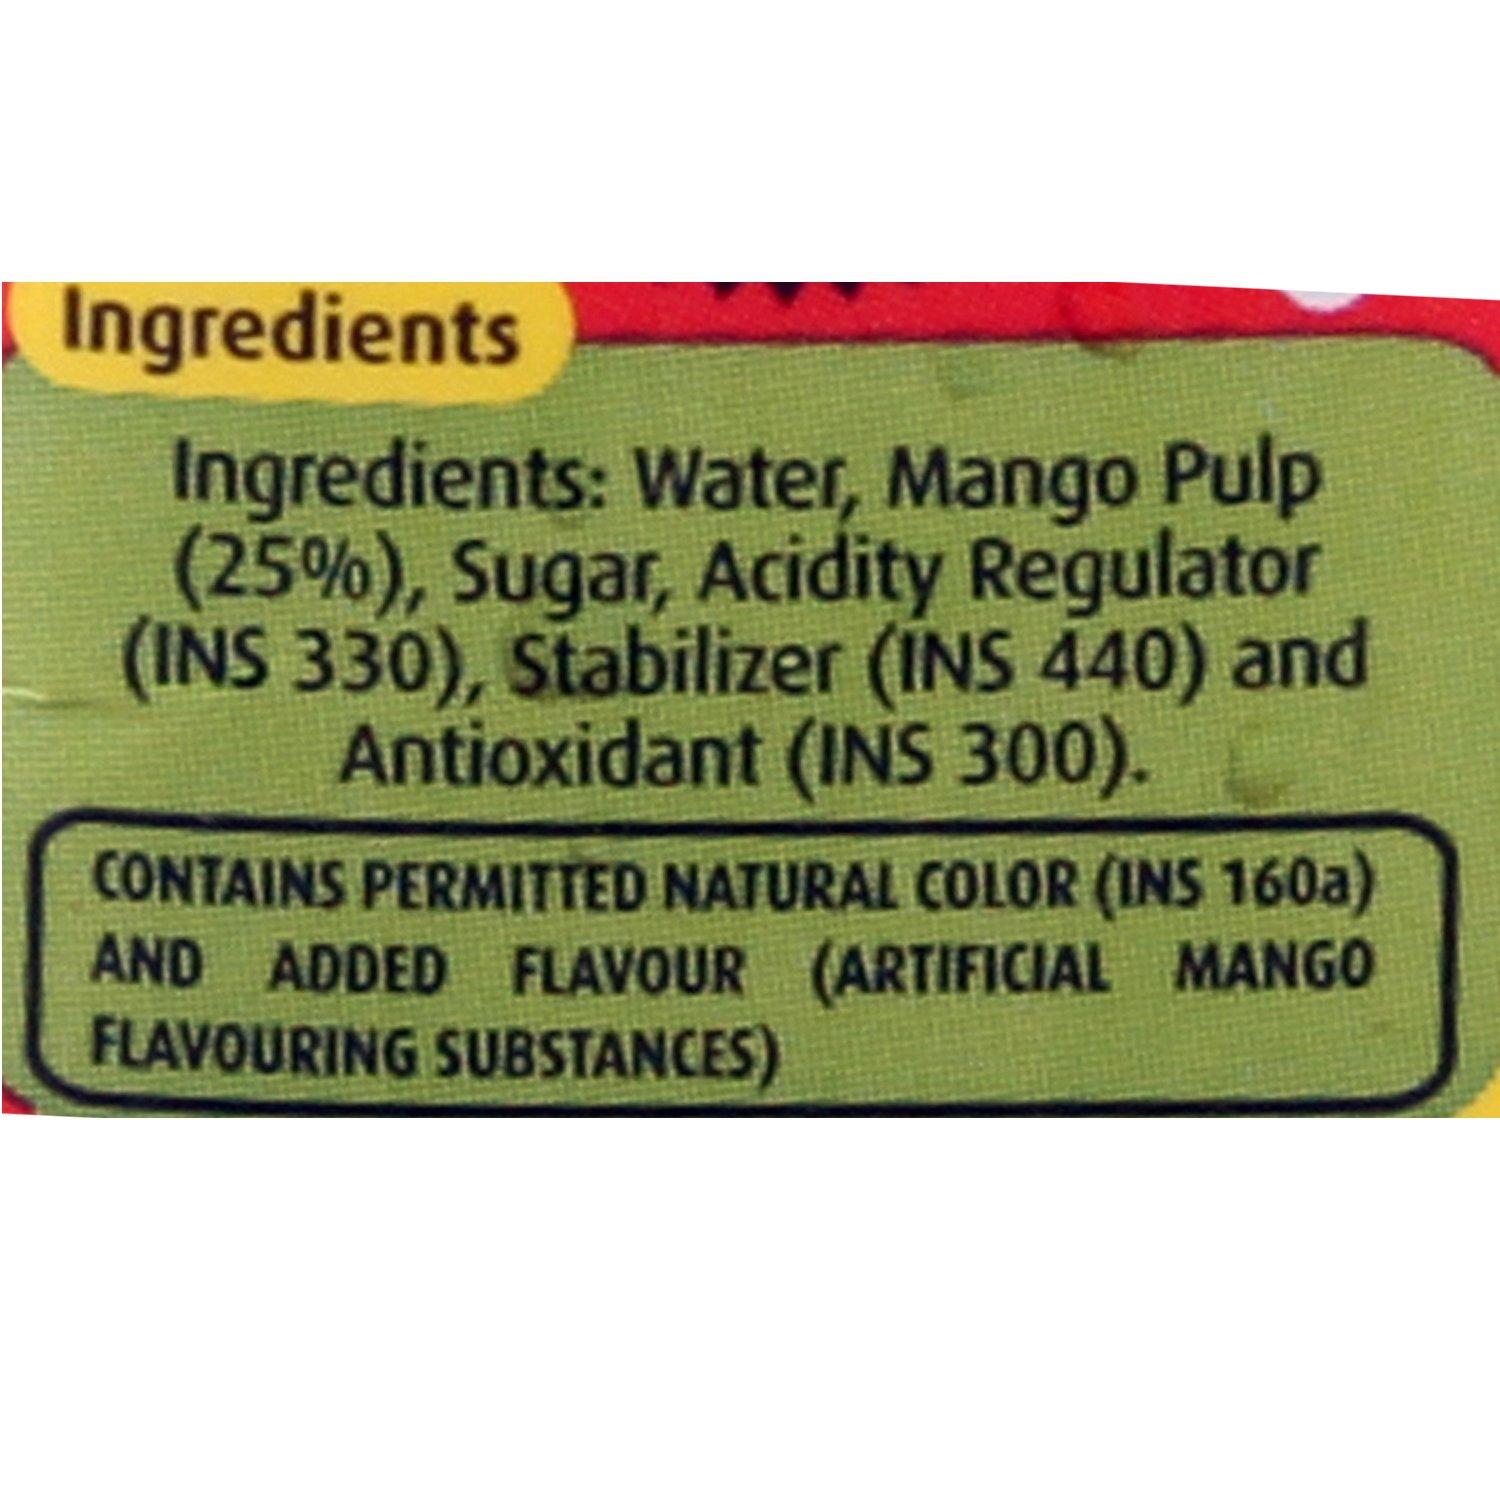 Ingredients
Ingredients: Water, Mango Pulp
(25%), Sugar, Acidity Regulator
(INS 330), Stabilizer (INS 440) and
Antioxidant (INS 300).
CONTAINS PERMITTED NATURAL COLOR (INS 160a)
AND ADDED FLAVOUR (ARTIFICIAL MANGO
FLAVOURING SUBSTANCES)